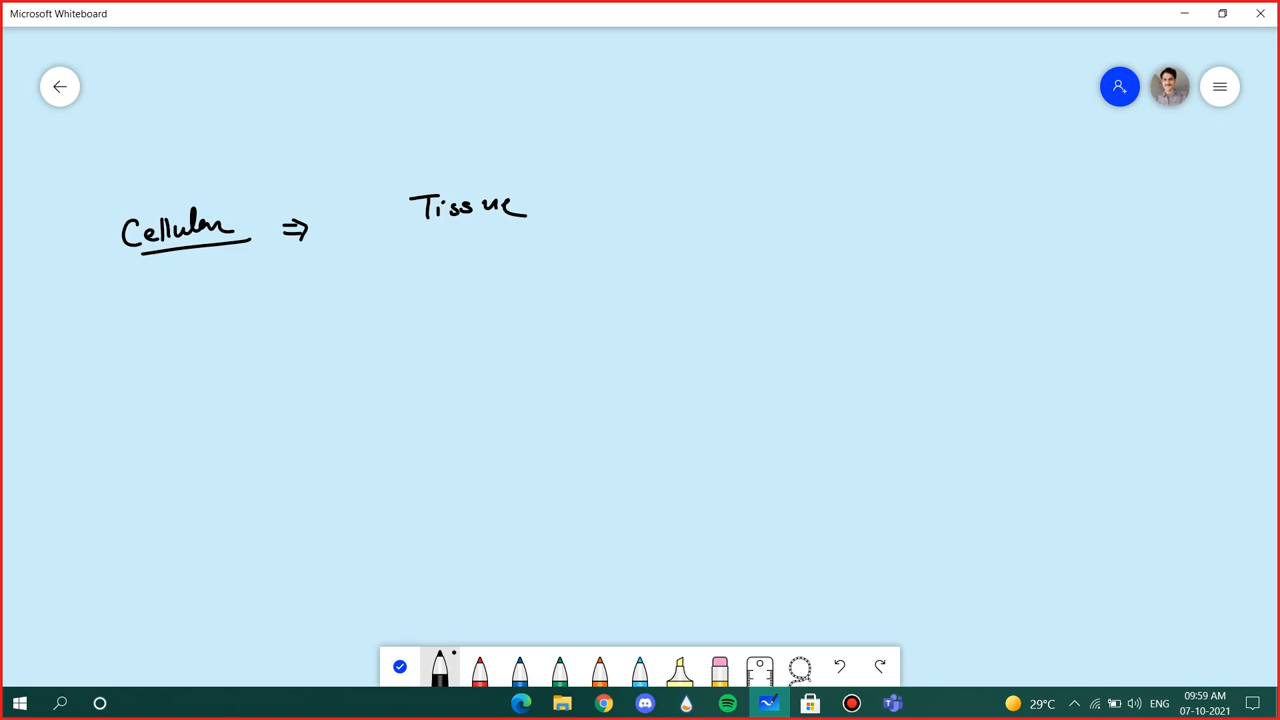 Microsoft Whiteboard
Tissue
Cellular ⇒
29°C
ENG
09:59 AM
07-10-2021